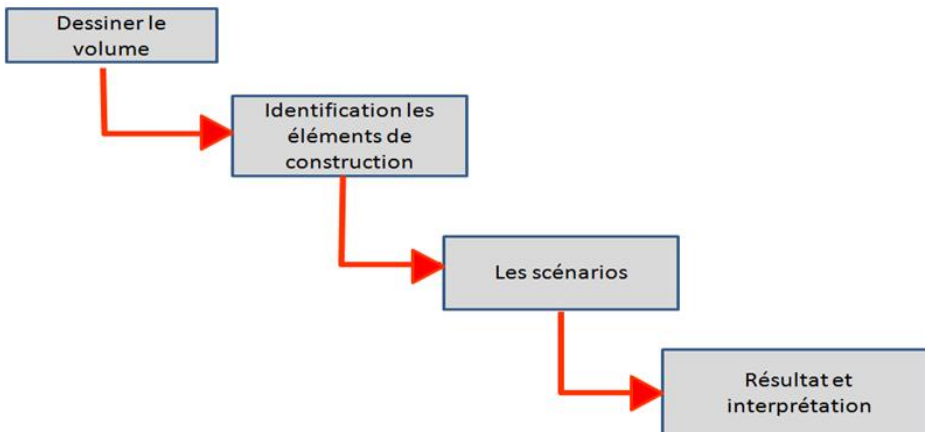 Dessiner le
volume
Identification les
éléments de
construction
Les scénarios
Résultat et
interprétation